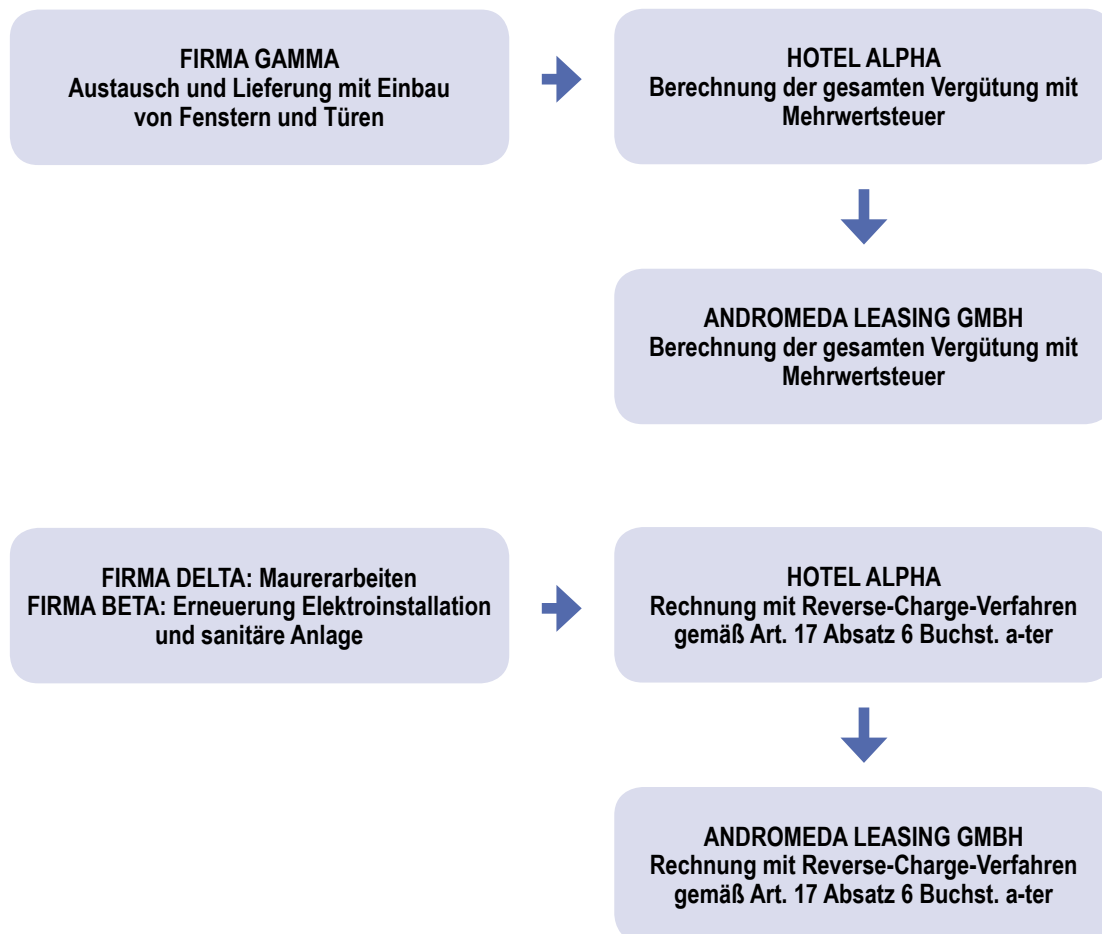 FIRMA GAMMA
Austausch und Lieferung mit Einbau
von Fenstern und Türen
HOTEL ALPHA
Berechnung der gesamten Vergütung mit
Mehrwertsteuer
ANDROMEDA LEASING GMBH
Berechnung der gesamten Vergütung mit
Mehrwertsteuer
FIRMA DELTA: Maurerarbeiten
FIRMA BETA: Erneuerung Elektroinstallation
und sanitäre Anlage
HOTEL ALPHA
Rechnung mit Reverse-Charge-Verfahren
gemäß Art. 17 Absatz 6 Buchst. a-ter
ANDROMEDA LEASING GMBH
Rechnung mit Reverse-Charge-Verfahren
gemäß Art. 17 Absatz 6 Buchst. a-ter